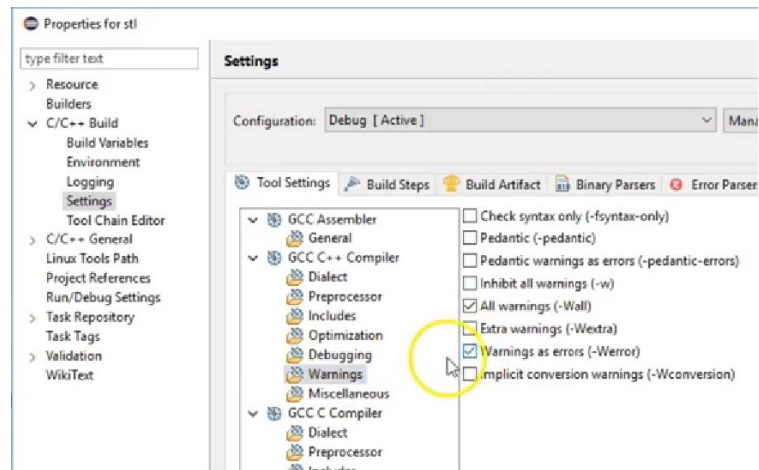 Properties for stl
type filter text
Resource
Builders
C/C++ Build
Build Variables
Environment
Logging
Settings
Tool Chain Editor
C/C++ General
Linux Tools Path
Project References
Run/Debug Settings
Task Repository
Task Tags
Validation
WikiText
Settings
Configuration: Debug [ Active ]
Tool Settings Build Steps Build Artifact Binary Parsers Error Parsers
GCC Assembler
General
GCC C++ Compiler
Dialect
Preprocessor
Includes
Optimization
Debugging
Warnings
Miscellaneous
GCC C Compiler
Dialect
Preprocessor
Includes
Check syntax only (-fsyntax-only)
Pedantic (-pedantic)
Pedantic warnings as errors (-pedantic-errors)
Inhibit all warnings (-w)
All warnings (-Wall)
Extra warnings (-Wextra)
Warnings as errors (-Werror)
Implicit conversion warnings (-Wconversion)